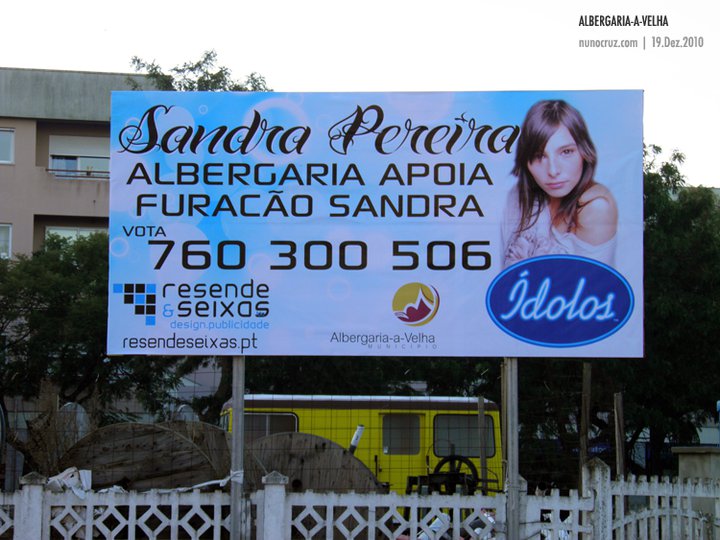 ALBERGARIA-A-VELHA
nunocruz.com | 19.Dez.2010
Sandra Pereira
ALBERGARIA APOIA
FURACÃO SANDRA
VOTA
760 300 506
resende
& seixas
design.publicidade
resendeseixas.pt
Albergaria-a-Velha
MUNICÍPIO
Ídolos